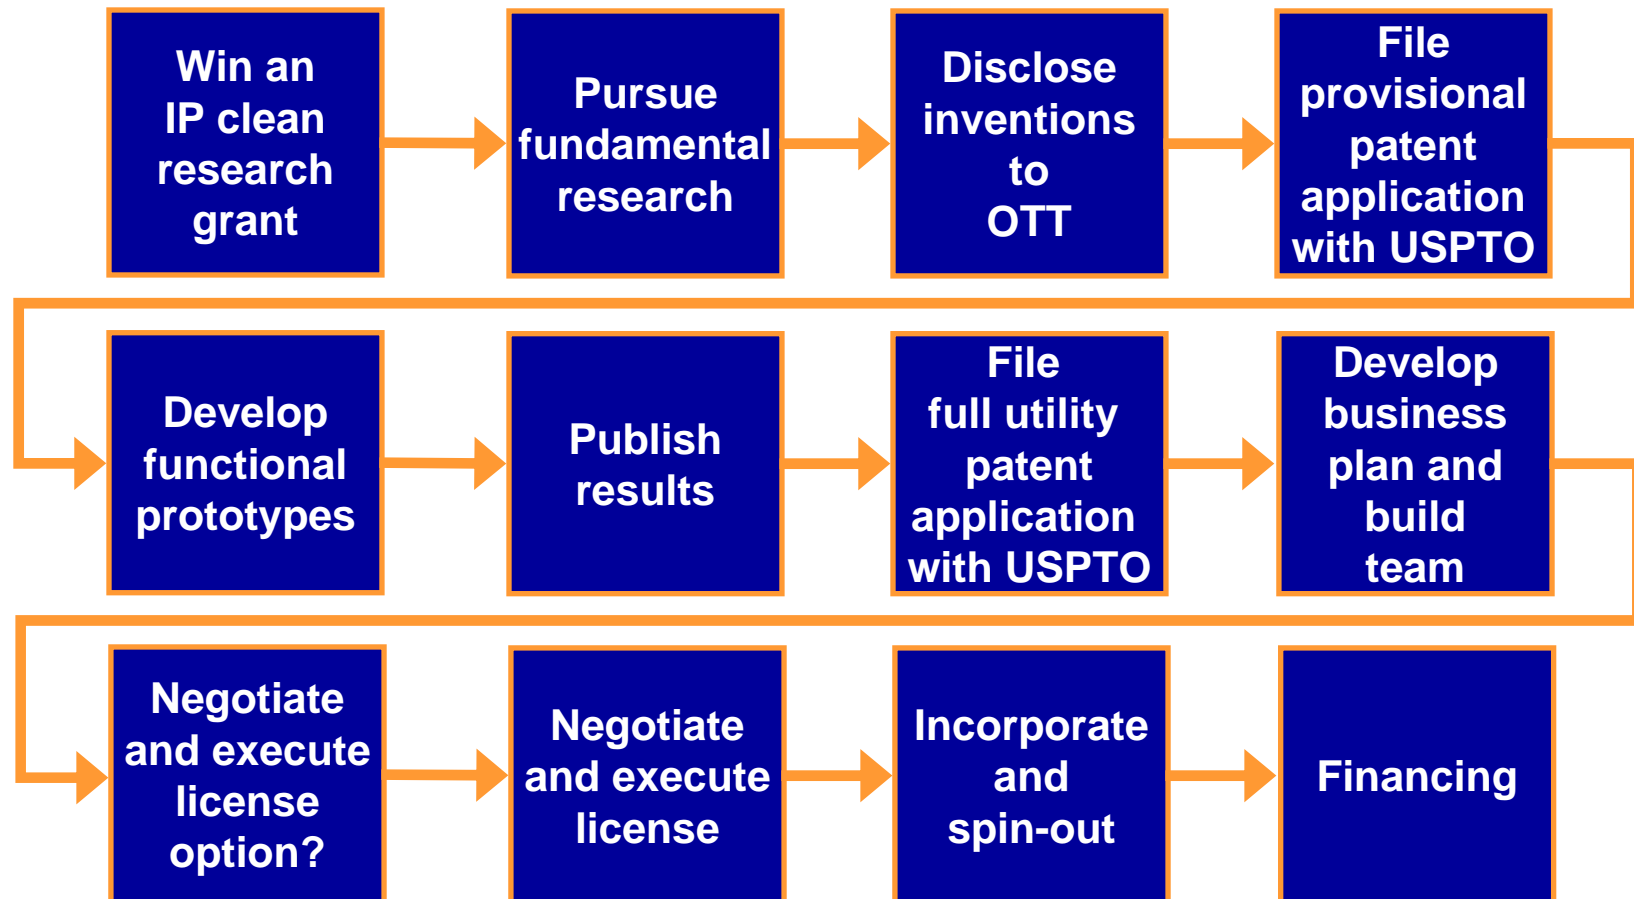 Win an
IP clean
research
grant
Pursue
fundamental
research
Disclose
inventions
to
OTT
File
provisional
patent
application
with USPTO
Develop
functional
prototypes
Publish
results
File
full utility
patent
application
with USPTO
Develop
business
plan and
build
team
Negotiate
and execute
license
option?
Negotiate
and execute
license
Incorporate
and
spin-out
Financing